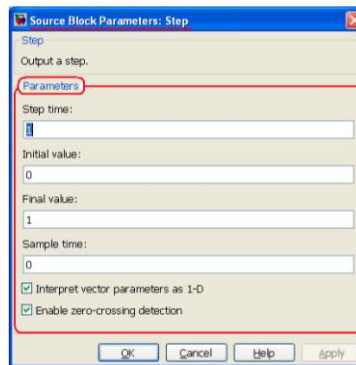 Source Block Parameters: Step
Step
Output a step.
Parameters
Step time:
1
Initial value:
0
Final value:
1
Sample time:
0
Interpret vector parameters as 1-D
Enable zero-crossing detection
OK Cancel Help Apply